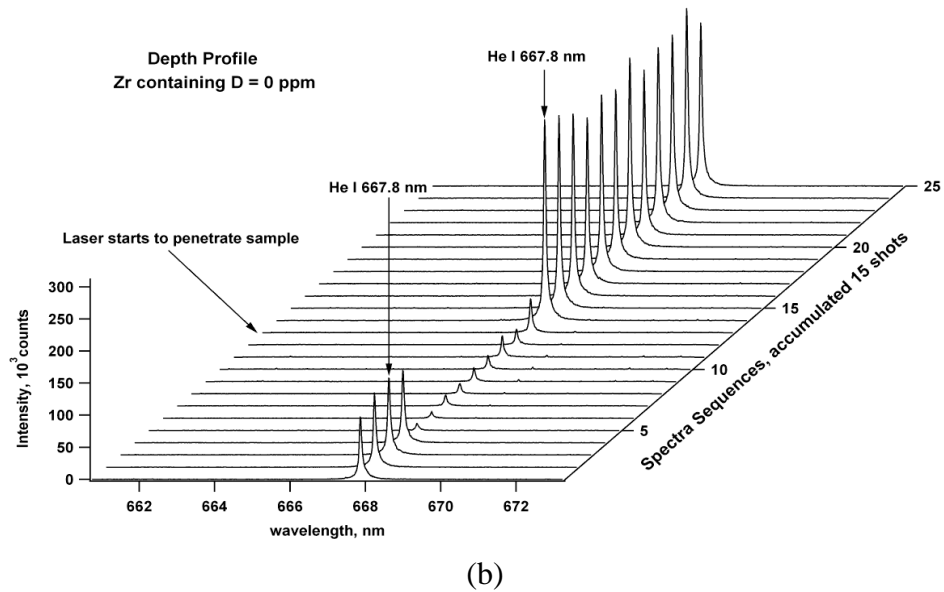 Depth Profile
Zr containing D = 0 ppm
He I 667.8 nm
He I 667.8 nm
Laser starts to penetrate sample
Intensity, 10³ counts
300
250
200
150
100
50
0
662
664
666
668
670
672
wavelength, nm
5
10
15
20
25
Spectra Sequences, accumulated 15 shots
(b)